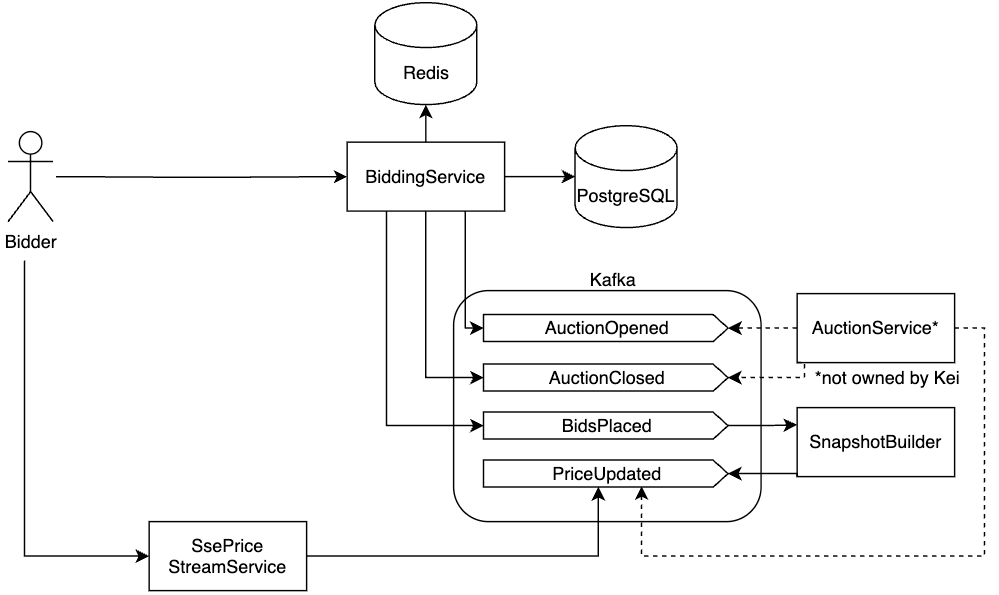 Redis
BiddingService
PostgreSQL
Bidder
Kafka
AuctionOpened
AuctionService*
AuctionClosed
*not owned by Kei
BidsPlaced
SnapshotBuilder
PriceUpdated
SsePrice
StreamService